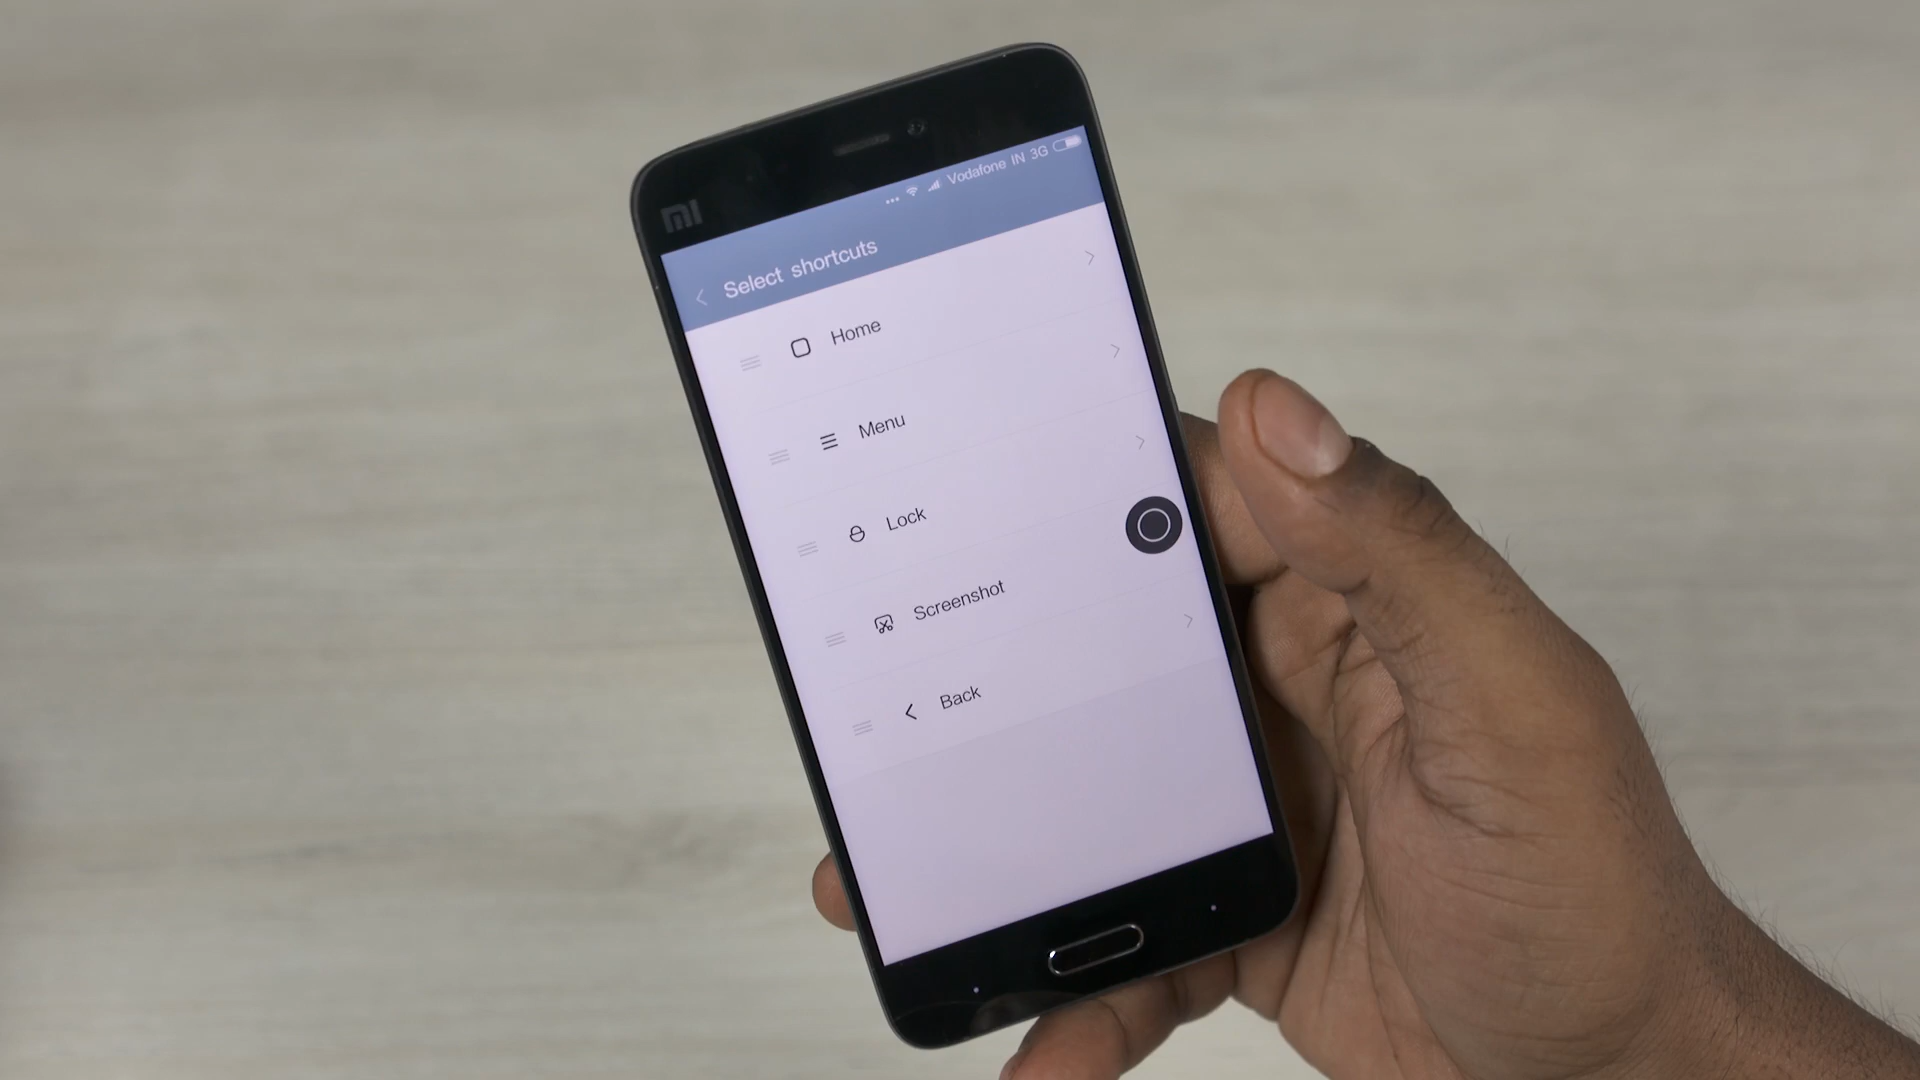 mi
Vodafone IN 3G
Select shortcuts
Home
Menu
Lock
Screenshot
Back